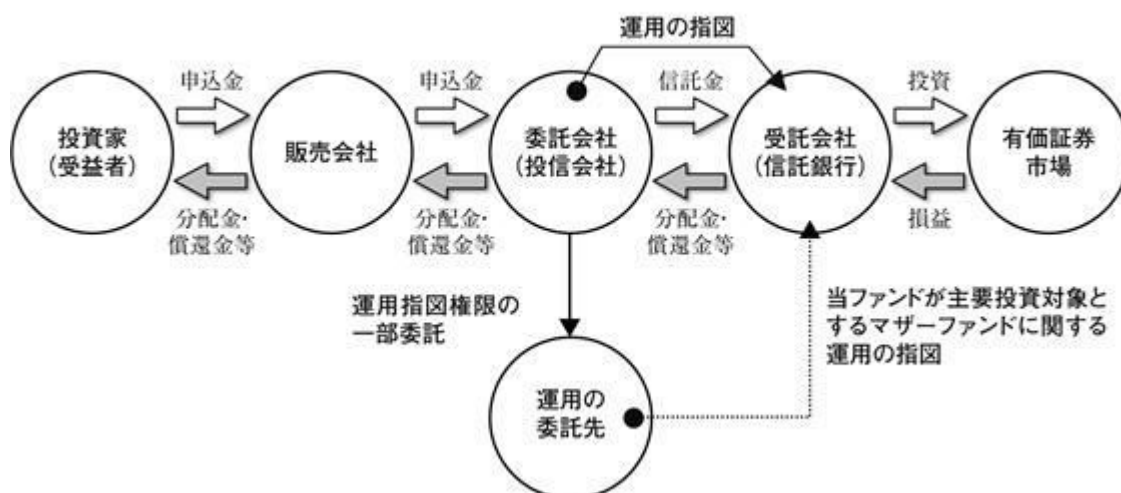 運用の指図
申込金
申込金
信託金
投資
投資家
(受益者)
販売会社
委託会社
(投信会社)
受託会社
(信託銀行)
有価証券
市場
分配金・
償還金等
分配金・
償還金等
分配金・
償還金等
損益
運用指図権限の
一部委託
当ファンドが主要投資対象と
するマザーファンドに関する
運用の指図
運用の
委託先